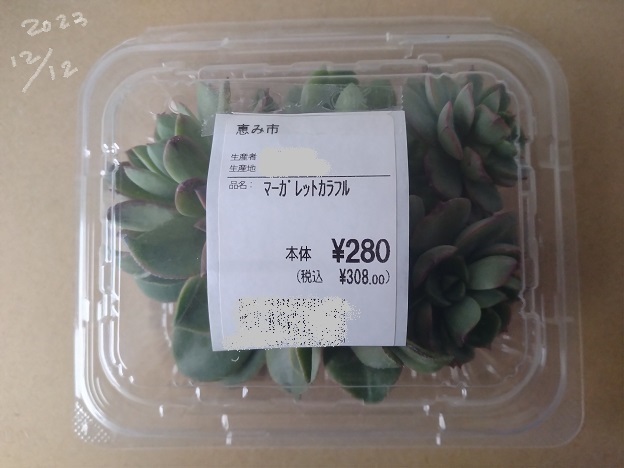 2023
12/12
恵み市
生産者
生産地
品名: マーガレットカラフル
本体 ¥280
(税込 ¥308.00)